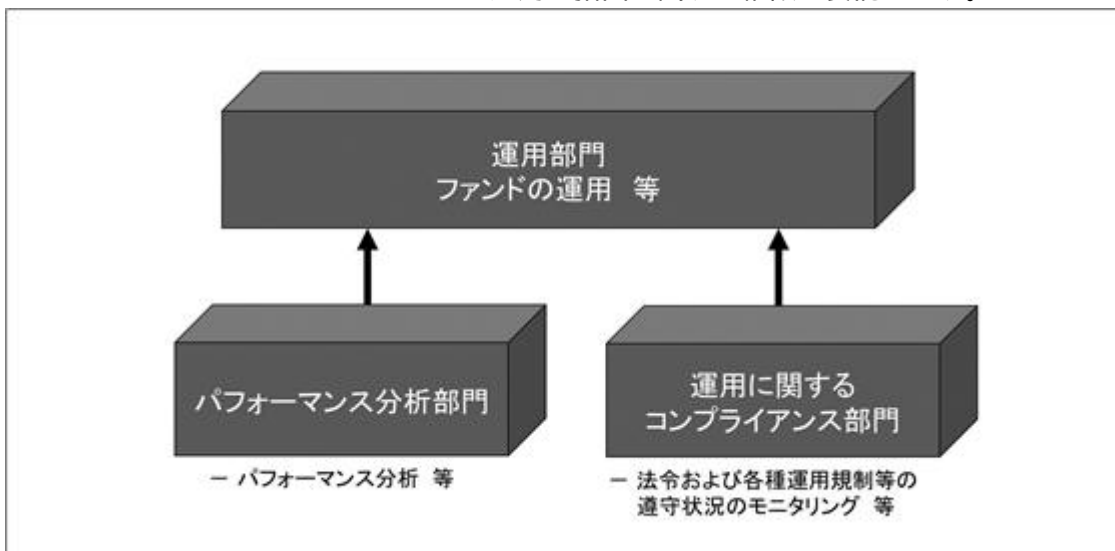 運用部門
ファンドの運用 等
パフォーマンス分析部門
運用に関する
コンプライアンス部門
－ パフォーマンス分析 等
－ 法令および各種運用規制等の
遵守状況のモニタリング 等